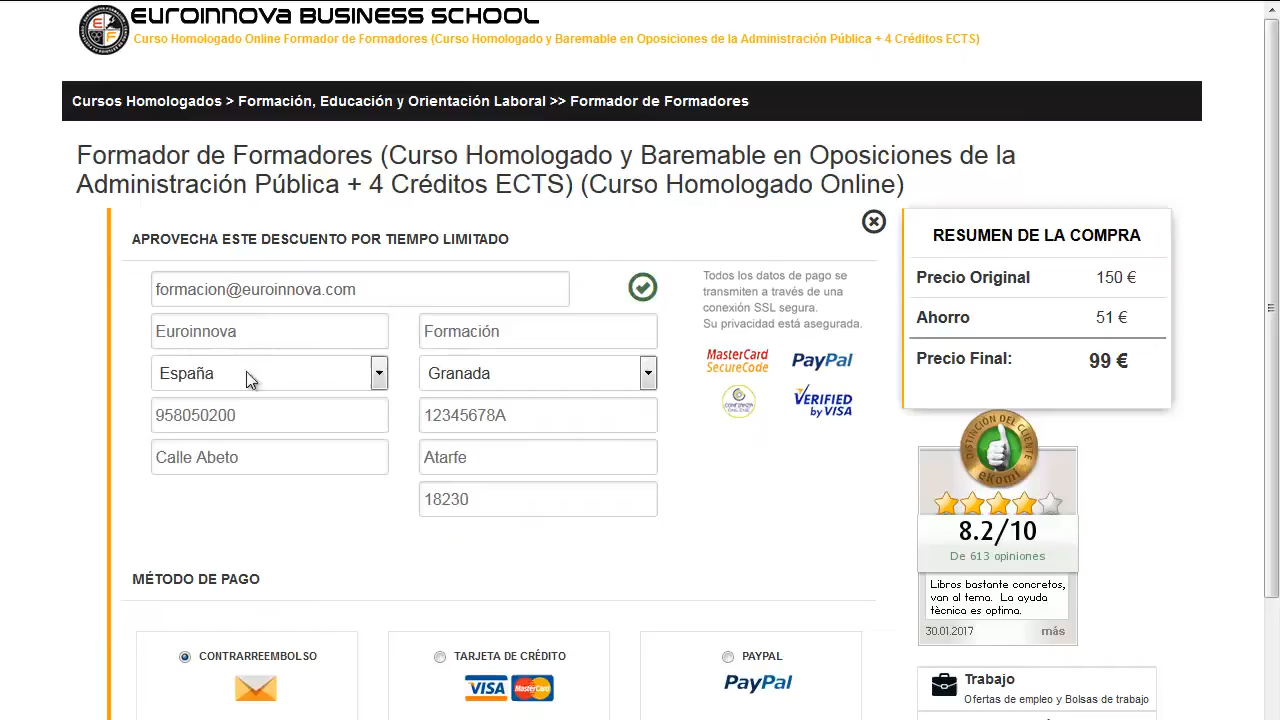 EUROINNOVA BUSINESS SCHOOL
Curso Homologado Online Formador de Formadores (Curso Homologado y Baremable en Oposiciones de la Administración Pública + 4 Créditos ECTS)
Cursos Homologados > Formación, Educación y Orientación Laboral >> Formador de Formadores
Formador de Formadores (Curso Homologado y Baremable en Oposiciones de la
Administración Pública + 4 Créditos ECTS) (Curso Homologado Online)
APROVECHA ESTE DESCUENTO POR TIEMPO LIMITADO
formacion@euroinnova.com
Euroinnova
Formación
España
Granada
958050200
12345678A
Calle Abeto
Atarfe
18230
Todos los datos de pago se
transmiten a través de una
conexión SSL segura.
Su privacidad está asegurada.
MasterCard
SecureCode
PayPal
CONFIANZA
ONLINE
VERIFIED
by VISA
MÉTODO DE PAGO
CONTRARREEMBOLSO
TARJETA DE CRÉDITO
VISA
MasterCard
PAYPAL
PayPal
RESUMEN DE LA COMPRA
Precio Original 150 €
Ahorro 51 €
Precio Final: 99 €
DISTINCIÓN DEL CLIENTE
eKomi
8.2/10
De 613 opiniones
Libros bastante concretos,
van al tema. La ayuda
tècnica es optima.
30.01.2017 más
Trabajo
Ofertas de empleo y Bolsas de trabajo